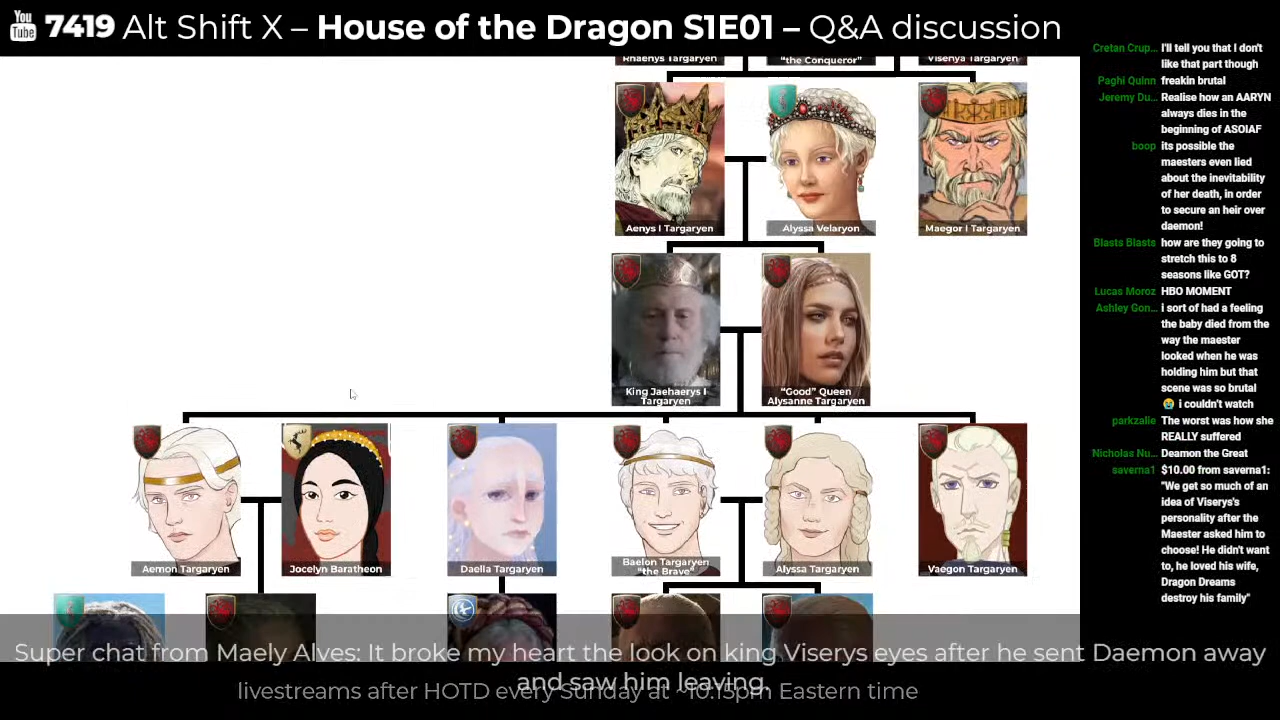 You Tube 7419 Alt Shift X – House of the Dragon S1E01 – Q&A discussion
Rhaenys Targaryen
"the Conqueror"
Visenya Targaryen
Aenys I Targaryen
Alyssa Velaryon
Maegor I Targaryen
King Jaehaerys I
Targaryen
"Good" Queen
Alysanne Targaryen
Aemon Targaryen
Jocelyn Baratheon
Daella Targaryen
Baelon Targaryen
"the Brave"
Alyssa Targaryen
Vaegon Targaryen
Super chat from Maely Alves: It broke my heart the look on king Viserys eyes after he sent Daemon away
and saw him leaving.
livestreams after HOTD every Sunday at ~10:15pm Eastern time
Cretan Crup... I'll tell you that I don't
like that part though
Paghi Quinn freakin brutal
Jeremy Du... Realise how an AARYN
always dies in the
beginning of ASOIAF
boop its possible the
maesters even lied
about the inevitability
of her death, in order
to secure an heir over
daemon!
Blasts Blasts how are they going to
stretch this to 8
seasons like GOT?
Lucas Moroz HBO MOMENT
Ashley Gon... i sort of had a feeling
the baby died from the
way the maester
looked when he was
holding him but that
scene was so brutal
😭 i couldn't watch
parkzalie The worst was how she
REALLY suffered
Nicholas Nu... Deamon the Great
saverna1 $10.00 from saverna1:
"We get so much of an
idea of Viserys's
personality after the
Maester asked him to
choose! He didn't want
to, he loved his wife,
Dragon Dreams
destroy his family"